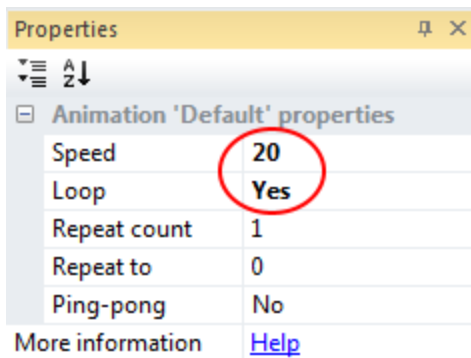 Properties
Animation 'Default' properties
Speed 20
Loop Yes
Repeat count 1
Repeat to 0
Ping-pong No
More information Help